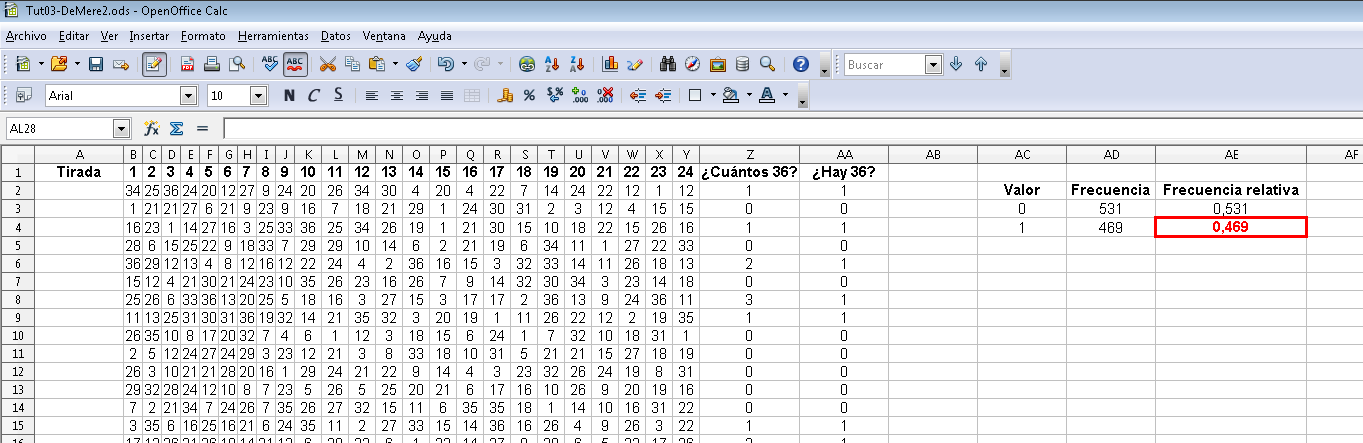 Tut03-DeMere2.ods - OpenOffice Calc
Archivo Editar Ver Insertar Formato Herramientas Datos Ventana Ayuda
ABC ABC Buscar
Arial 10 N C S % .000 .000 A
AL28
A B C D E F G H I J K L M N O P Q R S T U V W X Y Z AA AB AC AD AE AF
1 Tirada 1 2 3 4 5 6 7 8 9 10 11 12 13 14 15 16 17 18 19 20 21 22 23 24 ¿Cuántos 36? ¿Hay 36?
2 34 25 36 24 20 12 27 9 24 20 26 34 30 4 20 4 22 7 14 24 22 12 1 12 1 1 Valor Frecuencia Frecuencia relativa
3 1 21 21 27 6 21 9 23 9 16 7 18 21 29 1 24 30 31 2 3 12 4 15 15 0 0 0 531 0,531
4 16 23 1 14 27 16 3 25 33 36 25 34 26 19 1 21 30 15 10 18 22 15 26 16 1 1 1 469 0,469
5 28 6 15 25 22 9 18 33 7 29 29 10 14 6 2 21 19 6 34 11 1 27 22 33 0 0
6 36 29 12 13 4 8 12 16 12 22 24 4 2 36 16 15 3 32 33 14 11 26 18 13 2 1
7 15 12 4 21 30 21 24 23 10 35 26 23 16 26 7 9 14 32 30 34 3 23 14 18 0 0
8 25 26 6 33 36 13 20 25 5 18 16 3 27 15 3 17 17 2 36 13 9 24 36 11 3 1
9 11 13 25 31 30 31 36 19 32 14 21 35 32 3 20 19 1 11 26 22 12 2 19 35 1 1
10 26 35 10 8 17 20 32 7 4 6 1 12 3 18 15 6 24 1 7 32 10 18 31 1 0 0
11 2 5 12 24 27 24 29 3 23 12 21 3 8 33 18 10 31 5 21 21 15 27 18 19 0 0
12 26 3 10 21 21 28 20 16 1 29 24 21 22 9 14 4 3 23 32 26 24 19 8 31 0 0
13 29 32 28 24 12 10 8 7 23 5 26 5 25 20 21 6 17 16 10 26 9 20 19 16 0 0
14 7 2 21 34 7 24 26 7 35 26 27 32 15 11 6 35 35 18 1 14 10 16 31 22 0 0
15 3 35 6 16 25 16 21 6 24 35 11 2 27 33 15 14 36 16 26 4 9 26 3 22 1 1